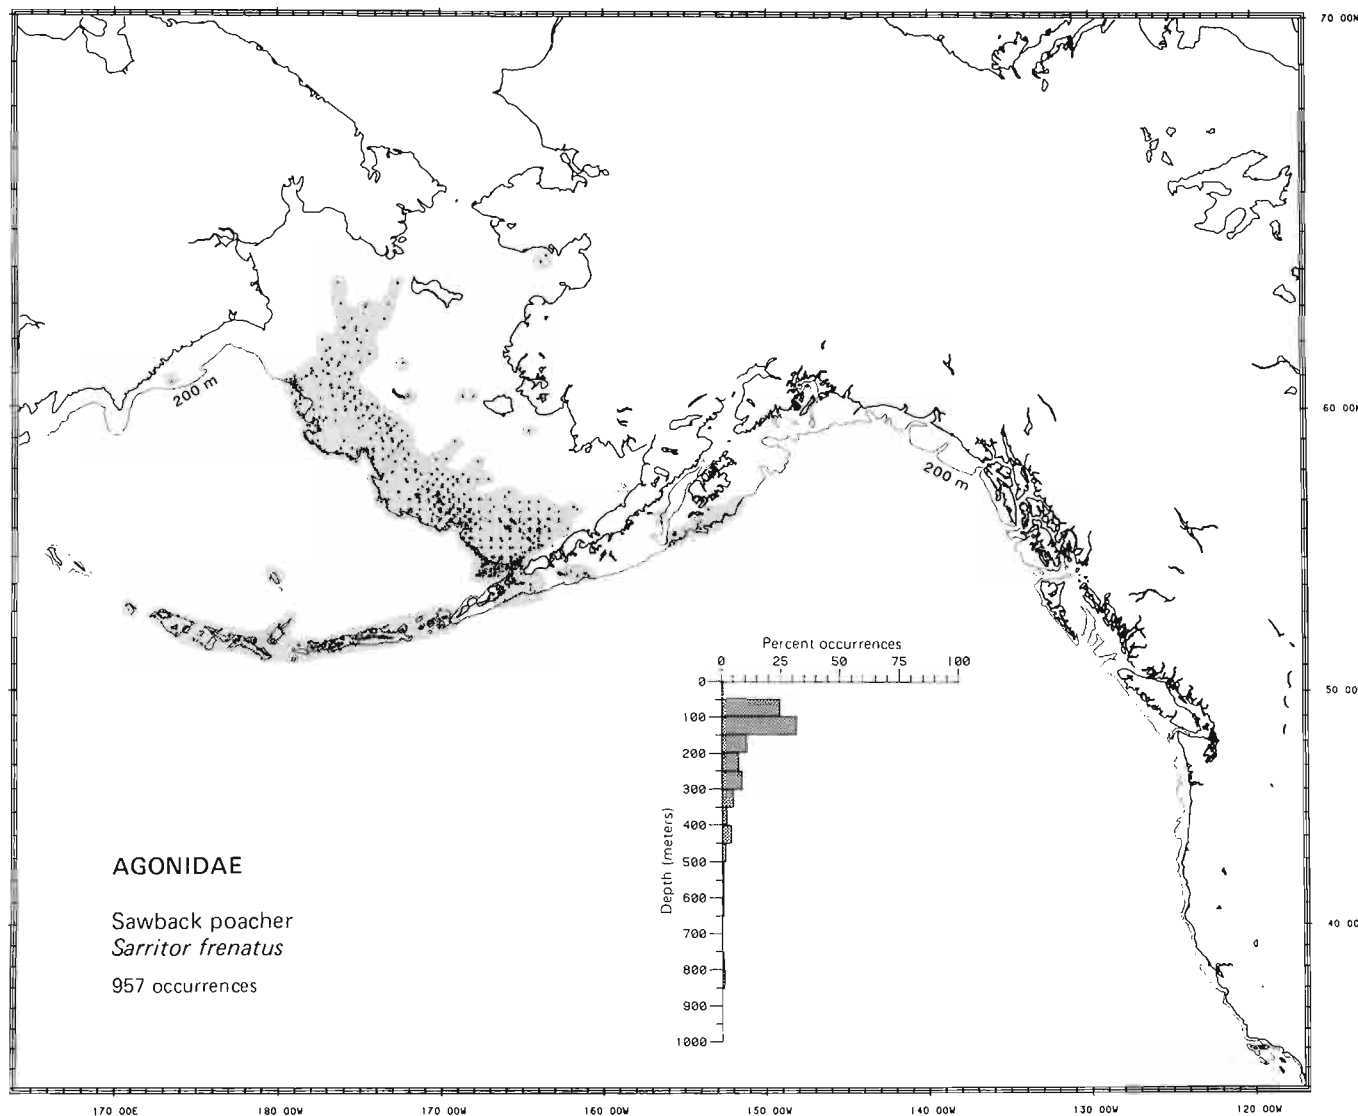 70 00N
200 m
60 00N
200 m
Percent occurrences
0 25 50 75 100
50 00N
Depth (meters)
0
100
200
300
400
500
600
700
800
900
1000
AGONIDAE
Sawback poacher
Sarritor frenatus
957 occurrences
40 00N
170 00E 180 00W 170 00W 160 00W 150 00W 140 00W 130 00W 120 00W